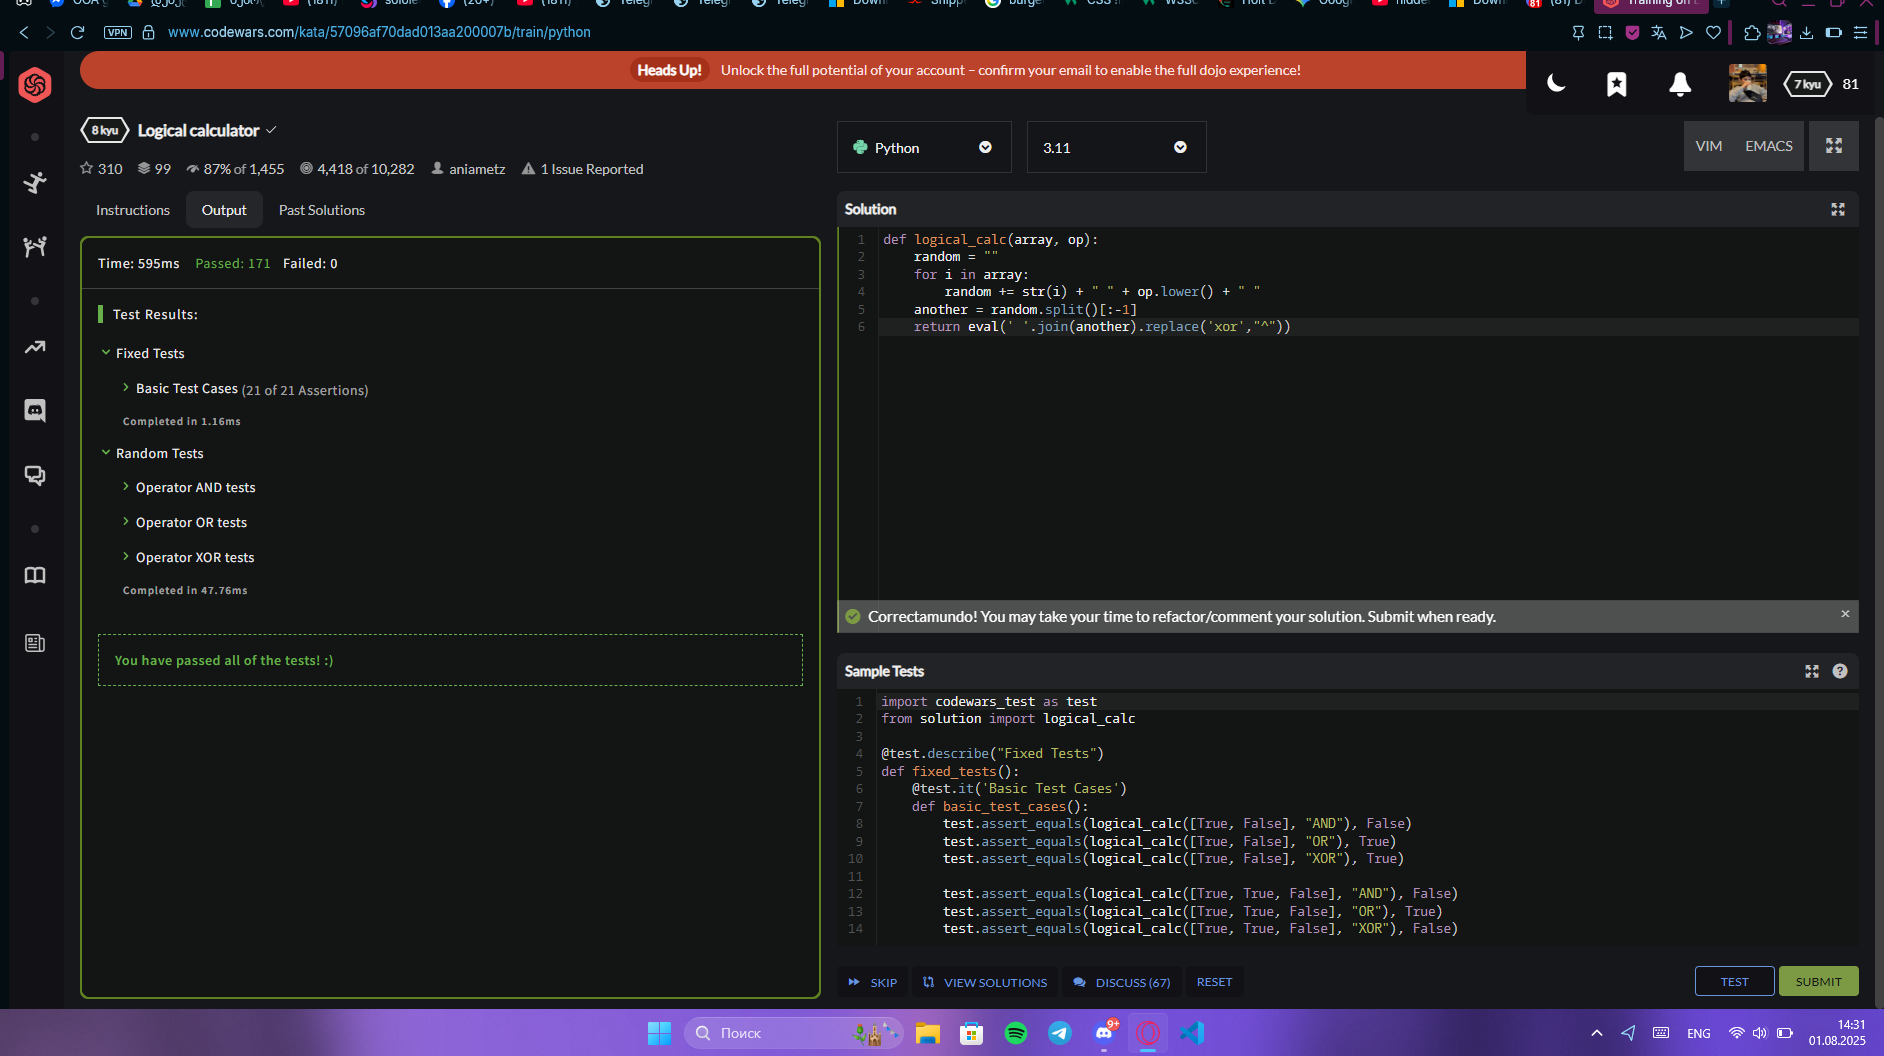 www.codewars.com/kata/57096af70dad013aa200007b/train/python
VPN
Heads Up! Unlock the full potential of your account – confirm your email to enable the full dojo experience!
7 kyu 81
8 kyu Logical calculator
310 99 87% of 1,455 4,418 of 10,282 aniametz 1 Issue Reported
Instructions Output Past Solutions
Time: 595ms Passed: 171 Failed: 0
Test Results:
Fixed Tests
Basic Test Cases (21 of 21 Assertions)
Completed in 1.16ms
Random Tests
Operator AND tests
Operator OR tests
Operator XOR tests
Completed in 47.76ms
You have passed all of the tests! :)
Python 3.11 VIM EMACS
Solution
1 def logical_calc(array, op):
2 random = ""
3 for i in array:
4 random += str(i) + " " + op.lower() + " "
5 another = random.split()[:-1]
6 return eval(' '.join(another).replace('xor',"^"))
Correctamundo! You may take your time to refactor/comment your solution. Submit when ready.
Sample Tests
1 import codewars_test as test
2 from solution import logical_calc
3
4 @test.describe("Fixed Tests")
5 def fixed_tests():
6 @test.it('Basic Test Cases')
7 def basic_test_cases():
8 test.assert_equals(logical_calc([True, False], "AND"), False)
9 test.assert_equals(logical_calc([True, False], "OR"), True)
10 test.assert_equals(logical_calc([True, False], "XOR"), True)
11
12 test.assert_equals(logical_calc([True, True, False], "AND"), False)
13 test.assert_equals(logical_calc([True, True, False], "OR"), True)
14 test.assert_equals(logical_calc([True, True, False], "XOR"), False)
SKIP VIEW SOLUTIONS DISCUSS (67) RESET TEST SUBMIT
Поиск
9+
ENG
14:31
01.08.2025